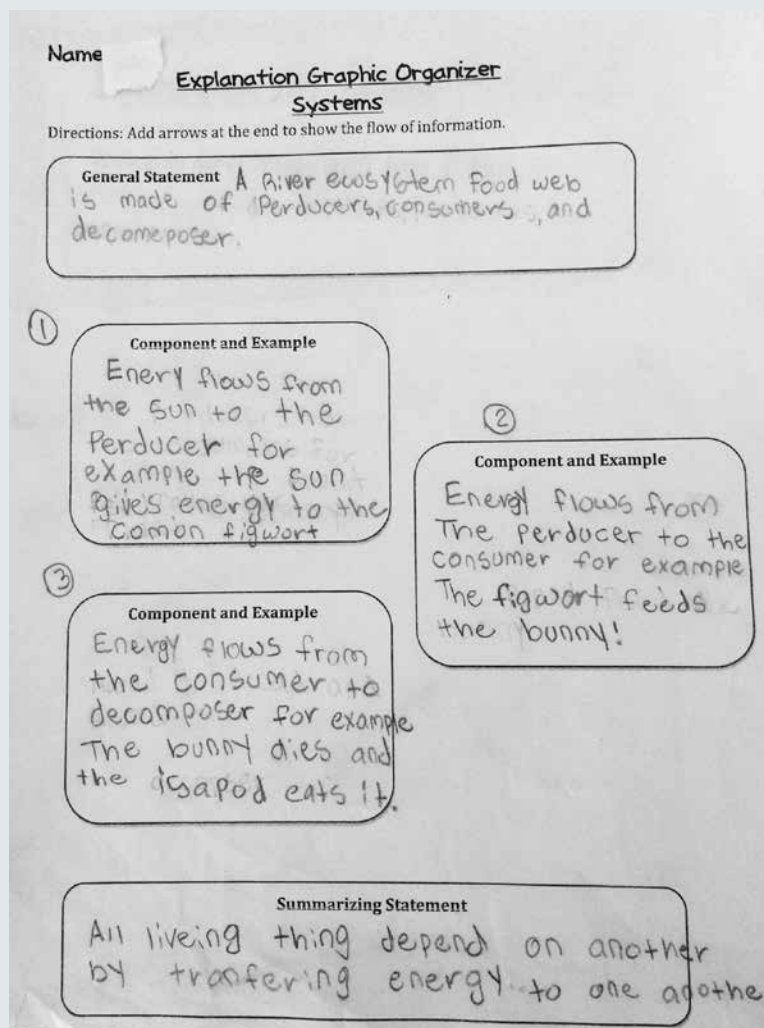 Name
Explanation Graphic Organizer
Systems
Directions: Add arrows at the end to show the flow of information.
General Statement A River ecosystem food web
is made of Perducers, consumers, and
decomeposer.
①
Component and Example
Enery flows from
the sun to the
Perducer for
example the sun
gives energy to the
comon figwort
②
Component and Example
Energy flows from
The perducer to the
consumer for example
The figwort feeds
the bunny!
③
Component and Example
Energy flows from
the consumer to
decomposer for example
The bunny dies and
the isapod eats it.
Summarizing Statement
All liveing thing depend on another
by tranfering energy to one anothe